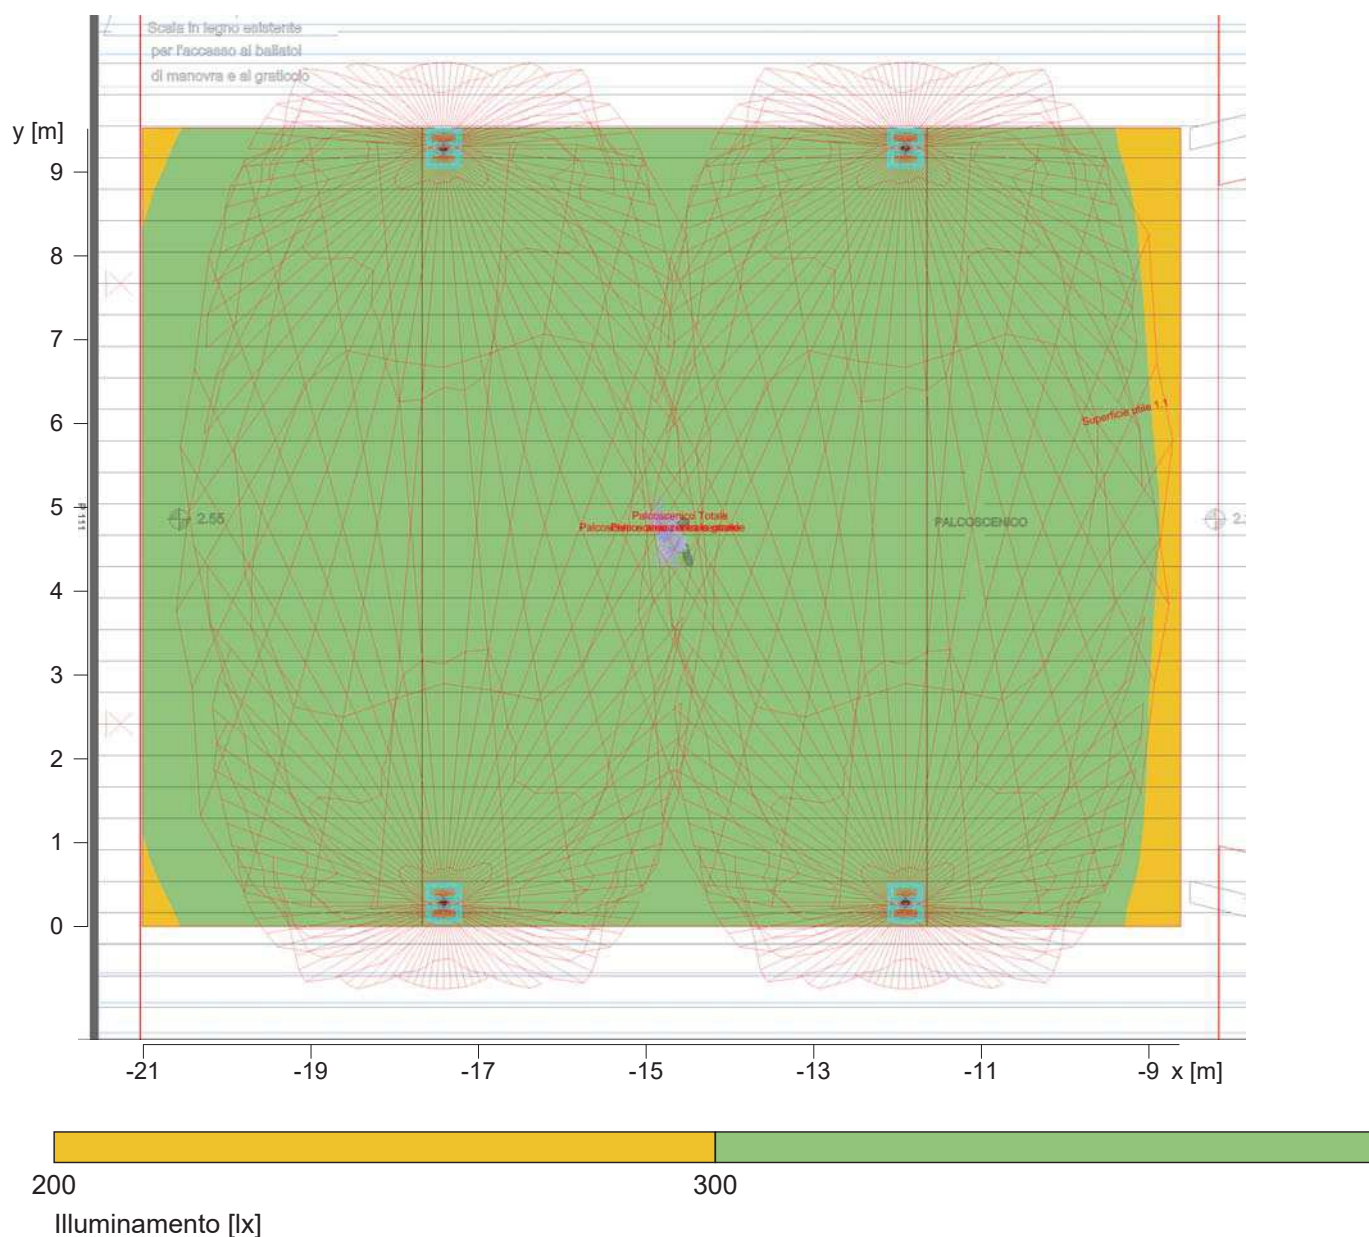 Scala in legno esistente
per l'accesso ai ballatoi
di manovra e al graticcio
y [m]
9
8
7
6
5
4
3
2
1
0
Superficie utile 1.1
2.55
Palcoscenico Totale
PALCOSCENICO
-21
-19
-17
-15
-13
-11
-9
x [m]
200
300
Illuminamento [lx]